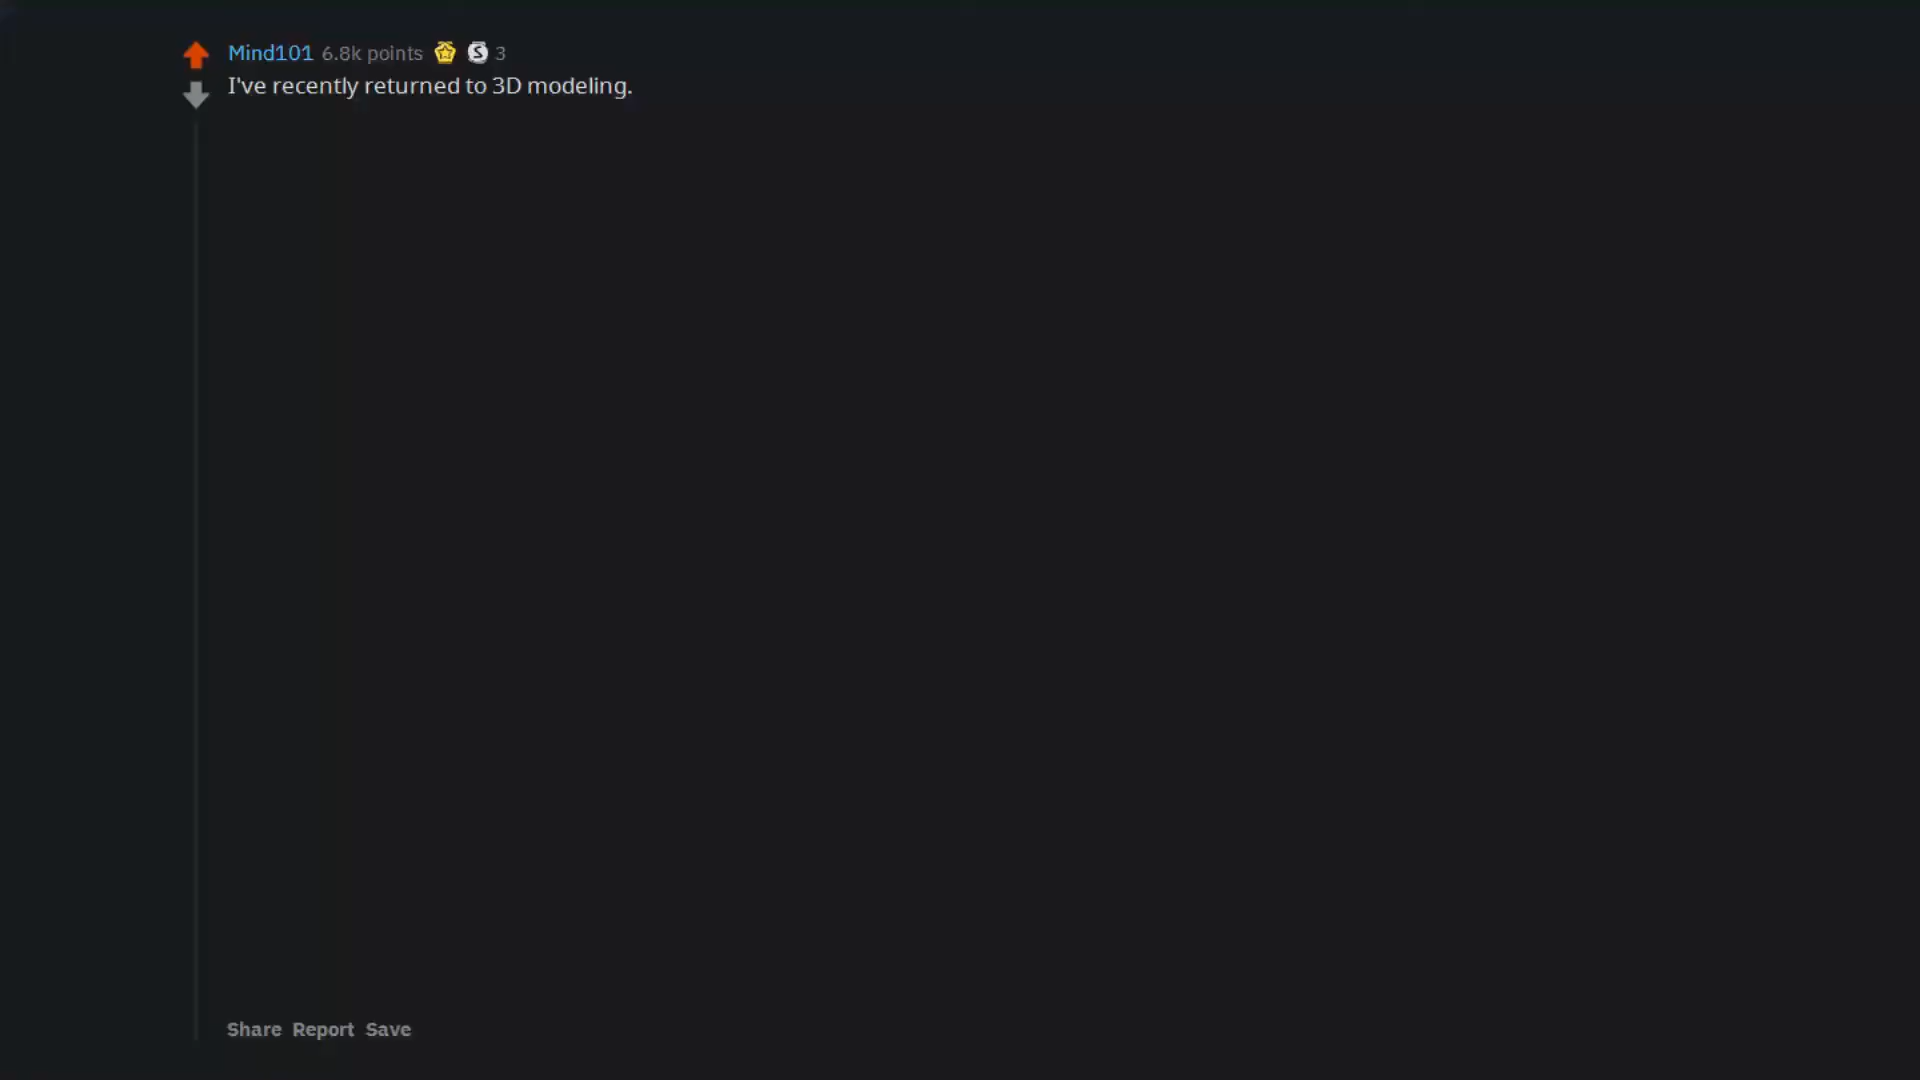 Mind101 6.8k points S 3
I've recently returned to 3D modeling.
Share Report Save